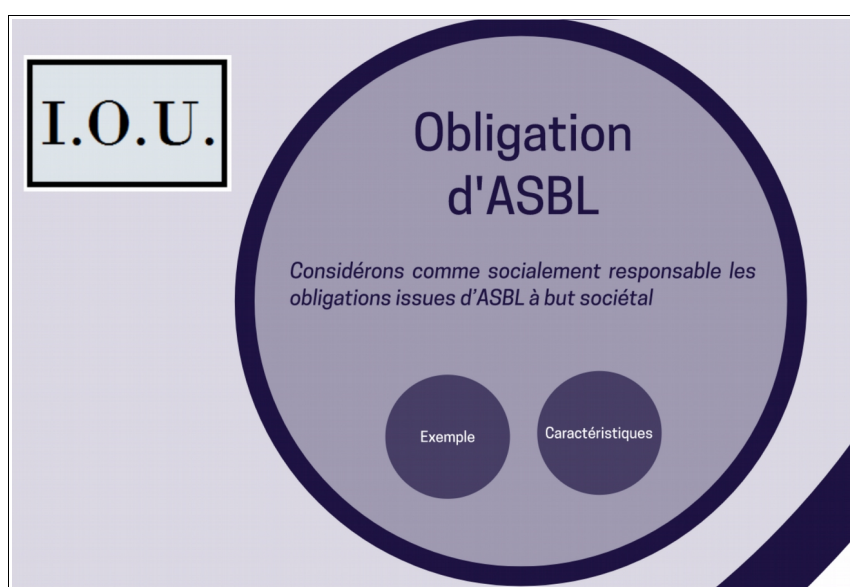 I.O.U.
Obligation
d'ASBL
Considérons comme socialement responsable les
obligations issues d’ASBL à but sociétal
Exemple
Caractéristiques